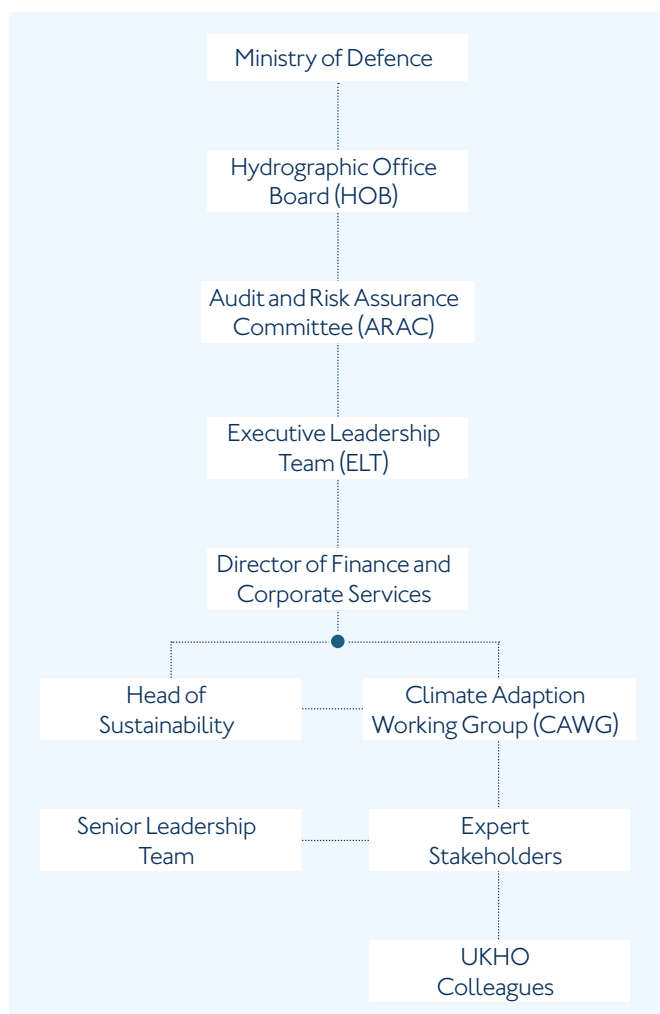 Ministry of Defence
Hydrographic Office
Board (HOB)
Audit and Risk Assurance
Committee (ARAC)
Executive Leadership
Team (ELT)
Director of Finance and
Corporate Services
Head of
Sustainability
Climate Adaption
Working Group (CAWG)
Senior Leadership
Team
Expert
Stakeholders
UKHO
Colleagues